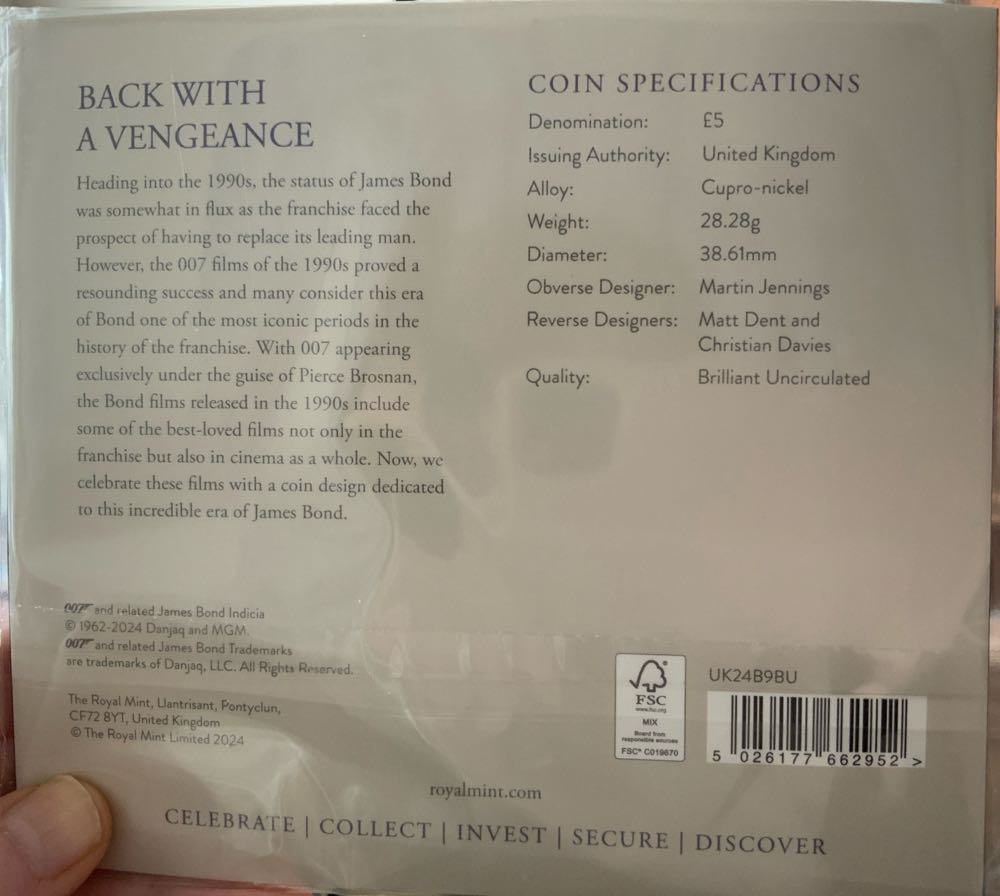 BACK WITH
A VENGEANCE
Heading into the 1990s, the status of James Bond
was somewhat in flux as the franchise faced the
prospect of having to replace its leading man.
However, the 007 films of the 1990s proved a
resounding success and many consider this era
of Bond one of the most iconic periods in the
history of the franchise. With 007 appearing
exclusively under the guise of Pierce Brosnan,
the Bond films released in the 1990s include
some of the best-loved films not only in the
franchise but also in cinema as a whole. Now, we
celebrate these films with a coin design dedicated
to this incredible era of James Bond.
COIN SPECIFICATIONS
Denomination: £5
Issuing Authority: United Kingdom
Alloy: Cupro-nickel
Weight: 28.28g
Diameter: 38.61mm
Obverse Designer: Martin Jennings
Reverse Designers: Matt Dent and
Christian Davies
Quality: Brilliant Uncirculated
007 and related James Bond Indicia
© 1962-2024 Danjaq and MGM.
007 and related James Bond Trademarks
are trademarks of Danjaq, LLC. All Rights Reserved.
The Royal Mint, Llantrisant, Pontyclun,
CF72 8YT, United Kingdom
© The Royal Mint Limited 2024
FSC
www.fsc.org
MIX
Board from
responsible sources
FSC® C019670
UK24B9BU
5 026177 662952 >
royalmint.com
CELEBRATE | COLLECT | INVEST | SECURE | DISCOVER